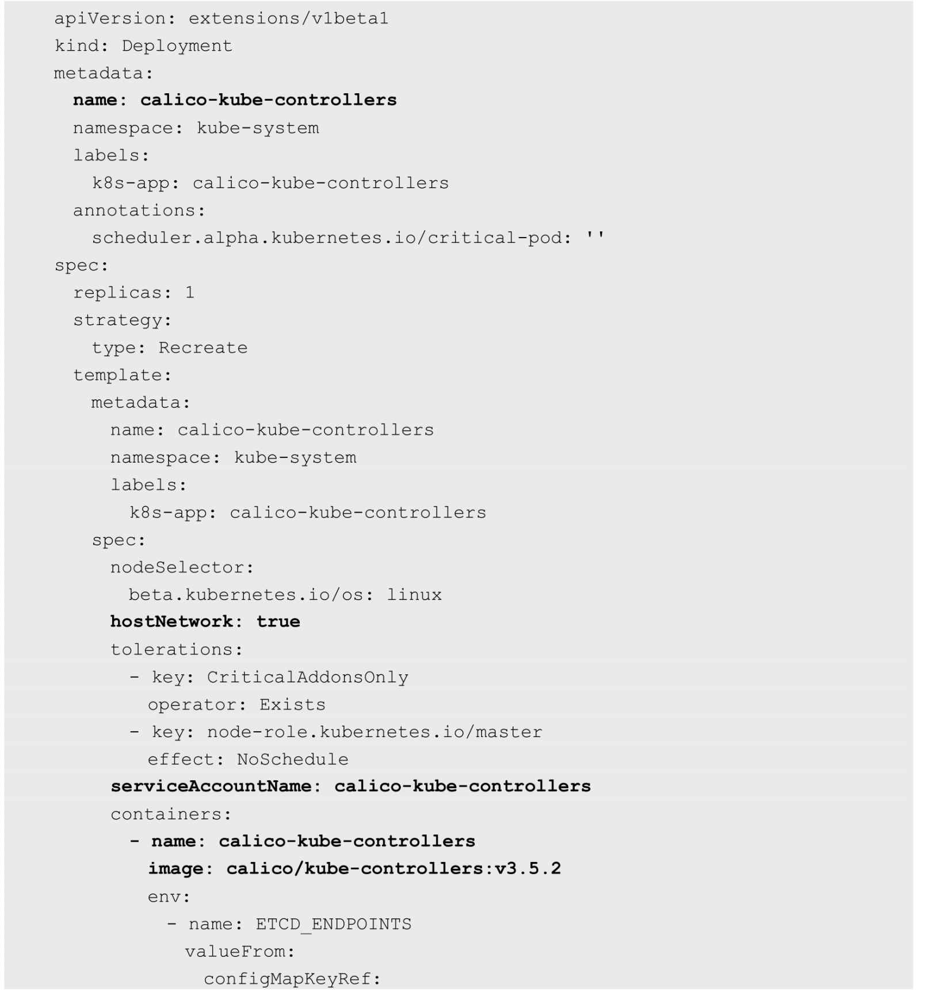 apiVersion: extensions/v1beta1
kind: Deployment
metadata:
  name: calico-kube-controllers
  namespace: kube-system
  labels:
    k8s-app: calico-kube-controllers
  annotations:
    scheduler.alpha.kubernetes.io/critical-pod: ''
spec:
  replicas: 1
  strategy:
    type: Recreate
  template:
    metadata:
      name: calico-kube-controllers
      namespace: kube-system
      labels:
        k8s-app: calico-kube-controllers
    spec:
      nodeSelector:
        beta.kubernetes.io/os: linux
      hostNetwork: true
      tolerations:
        - key: CriticalAddonsOnly
          operator: Exists
        - key: node-role.kubernetes.io/master
          effect: NoSchedule
      serviceAccountName: calico-kube-controllers
      containers:
        - name: calico-kube-controllers
          image: calico/kube-controllers:v3.5.2
          env:
            - name: ETCD_ENDPOINTS
              valueFrom:
                configMapKeyRef: